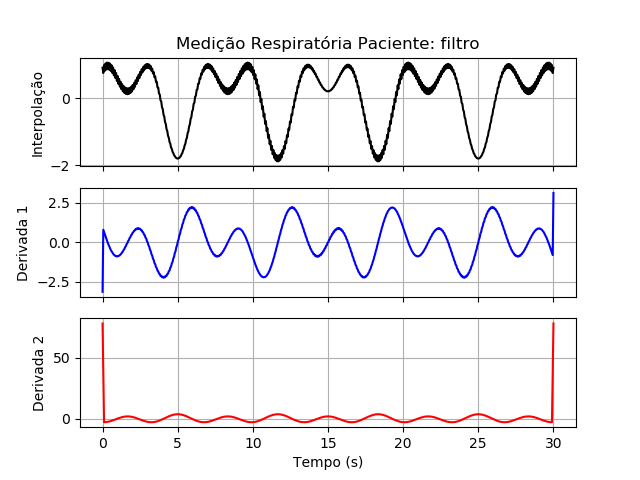 Medição Respiratória Paciente: filtro
Interpolação
0
−2
Derivada 1
2.5
0.0
−2.5
Derivada 2
50
0
0 5 10 15 20 25 30
Tempo (s)